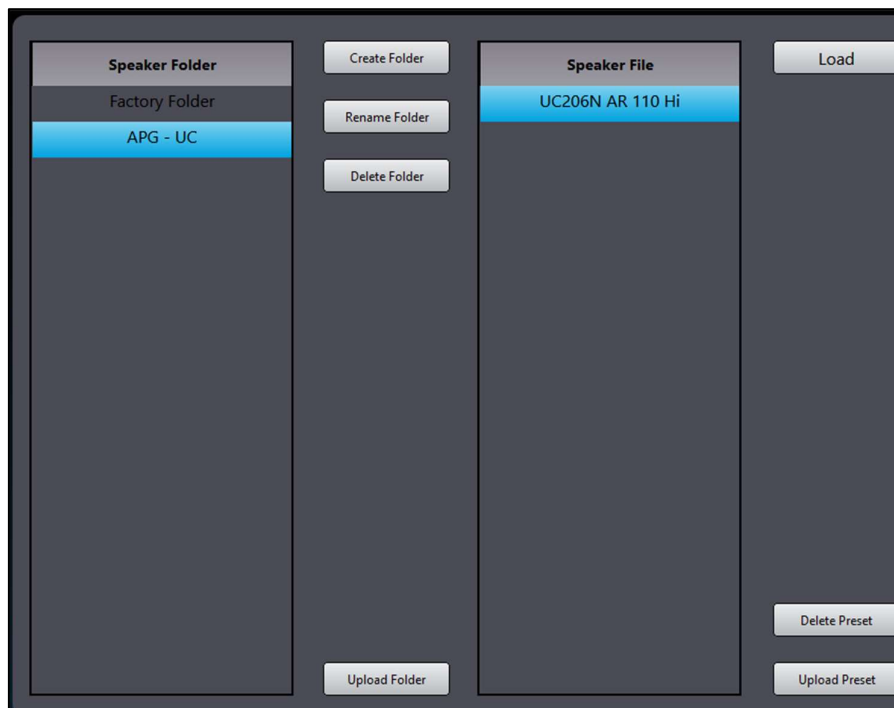 Speaker Folder
Factory Folder
APG - UC
Create Folder
Rename Folder
Delete Folder
Upload Folder
Speaker File
UC206N AR 110 Hi
Load
Delete Preset
Upload Preset